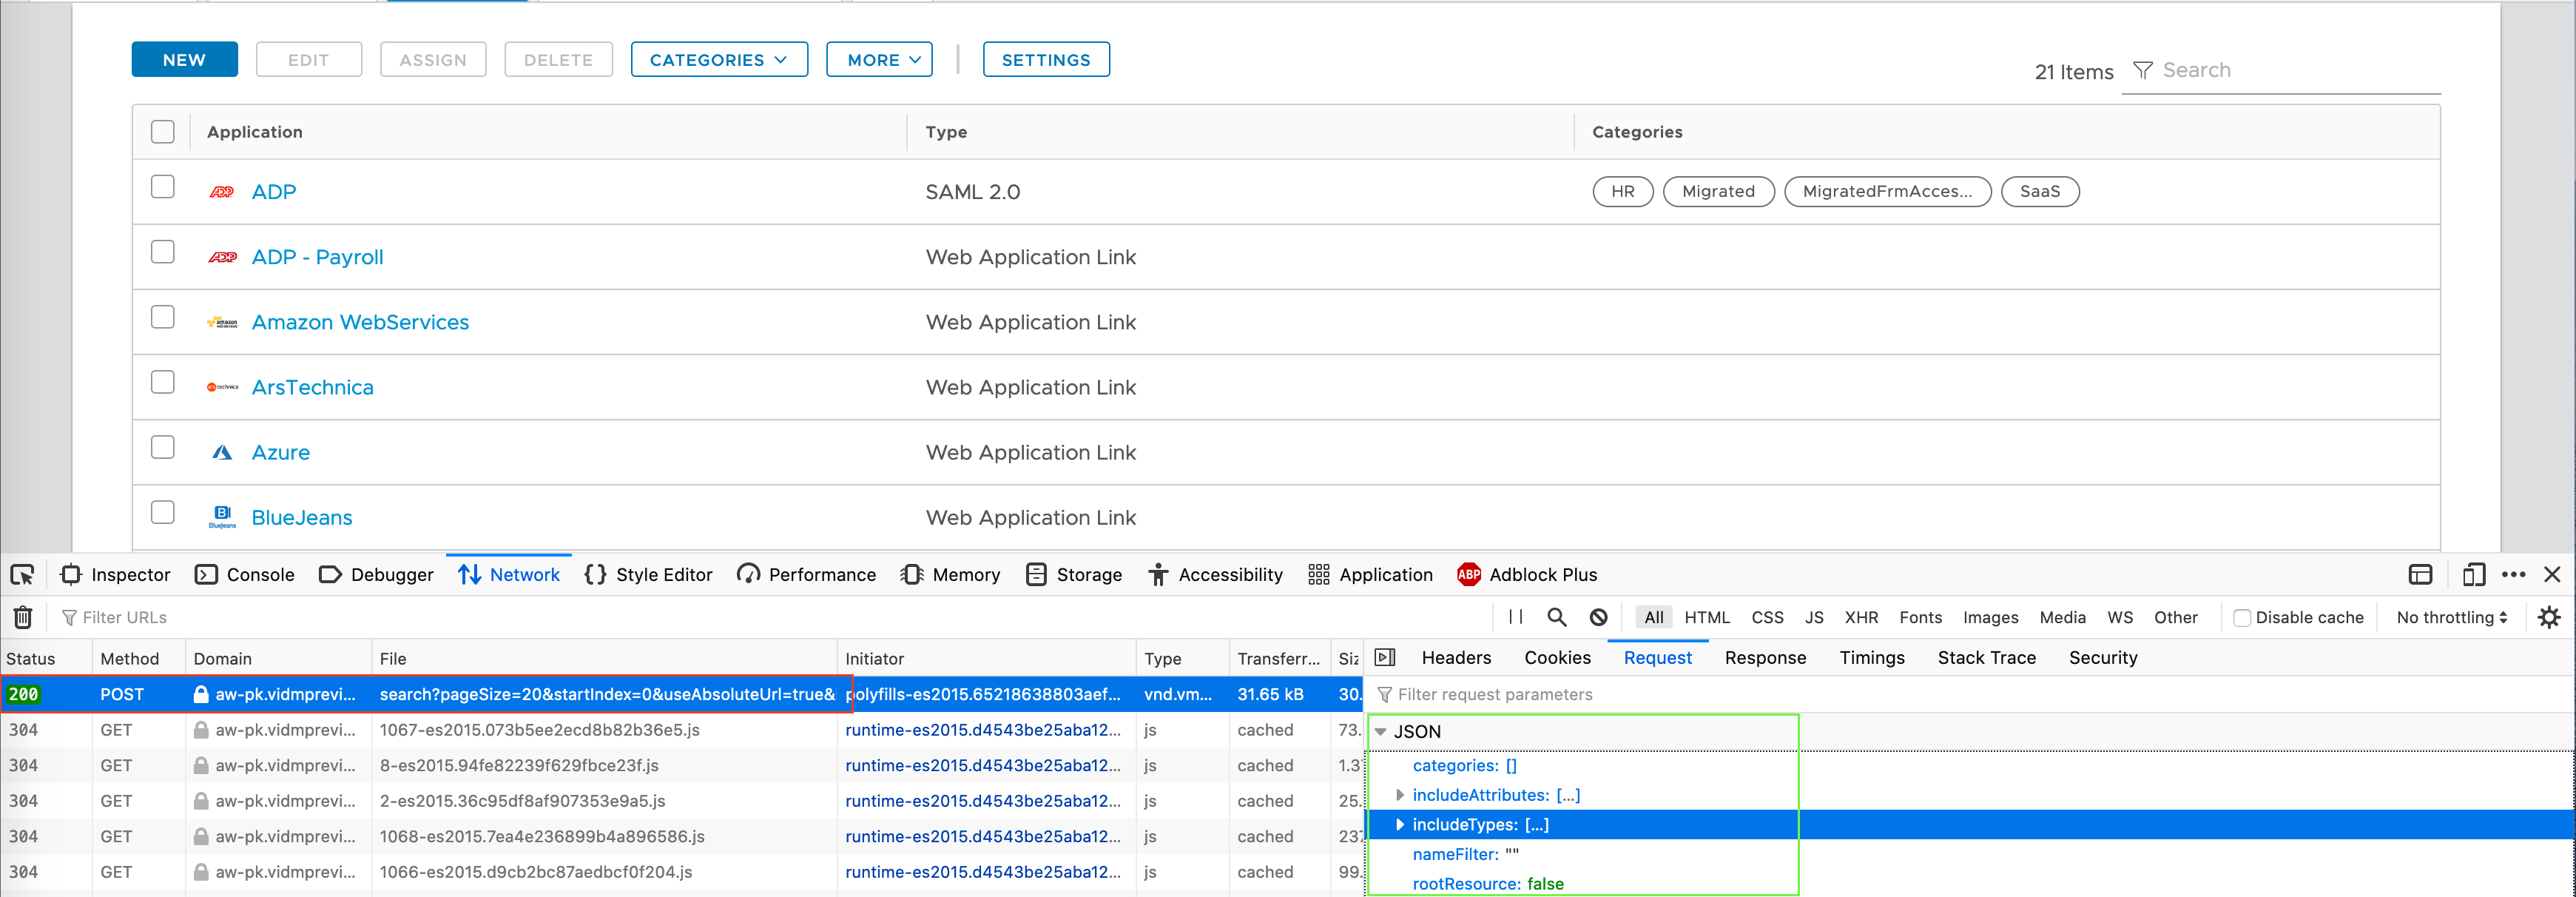 NEW EDIT ASSIGN DELETE CATEGORIES MORE SETTINGS
21 Items Search
Application Type Categories
ADP ADP SAML 2.0 HR Migrated MigratedFrmAcces... SaaS
ADP ADP - Payroll Web Application Link
amazon Amazon WebServices Web Application Link
ars technica ArsTechnica Web Application Link
Azure Web Application Link
B BlueJeans BlueJeans Web Application Link
Inspector Console Debugger Network {} Style Editor Performance Memory Storage Accessibility Application ABP Adblock Plus
Filter URLs All HTML CSS JS XHR Fonts Images Media WS Other Disable cache No throttling
Status Method Domain File Initiator Type Transferr... Siz
Headers Cookies Request Response Timings Stack Trace Security
200 POST aw-pk.vidmprevi... search?pageSize=20&startIndex=0&useAbsoluteUrl=true& polyfills-es2015.65218638803aef... vnd.vm... 31.65 kB 30.
Filter request parameters
304 GET aw-pk.vidmprevi... 1067-es2015.073b5ee2ecd8b82b36e5.js runtime-es2015.d4543be25aba12... js cached 73.
JSON
304 GET aw-pk.vidmprevi... 8-es2015.94fe82239f629fbce23f.js runtime-es2015.d4543be25aba12... js cached 1.37
categories: []
304 GET aw-pk.vidmprevi... 2-es2015.36c95df8af907353e9a5.js runtime-es2015.d4543be25aba12... js cached 25.
includeAttributes: [...]
304 GET aw-pk.vidmprevi... 1068-es2015.7ea4e236899b4a896586.js runtime-es2015.d4543be25aba12... js cached 237
includeTypes: [...]
304 GET aw-pk.vidmprevi... 1066-es2015.d9cb2bc87aedbcf0f204.js runtime-es2015.d4543be25aba12... js cached 99.
nameFilter: ""
rootResource: false